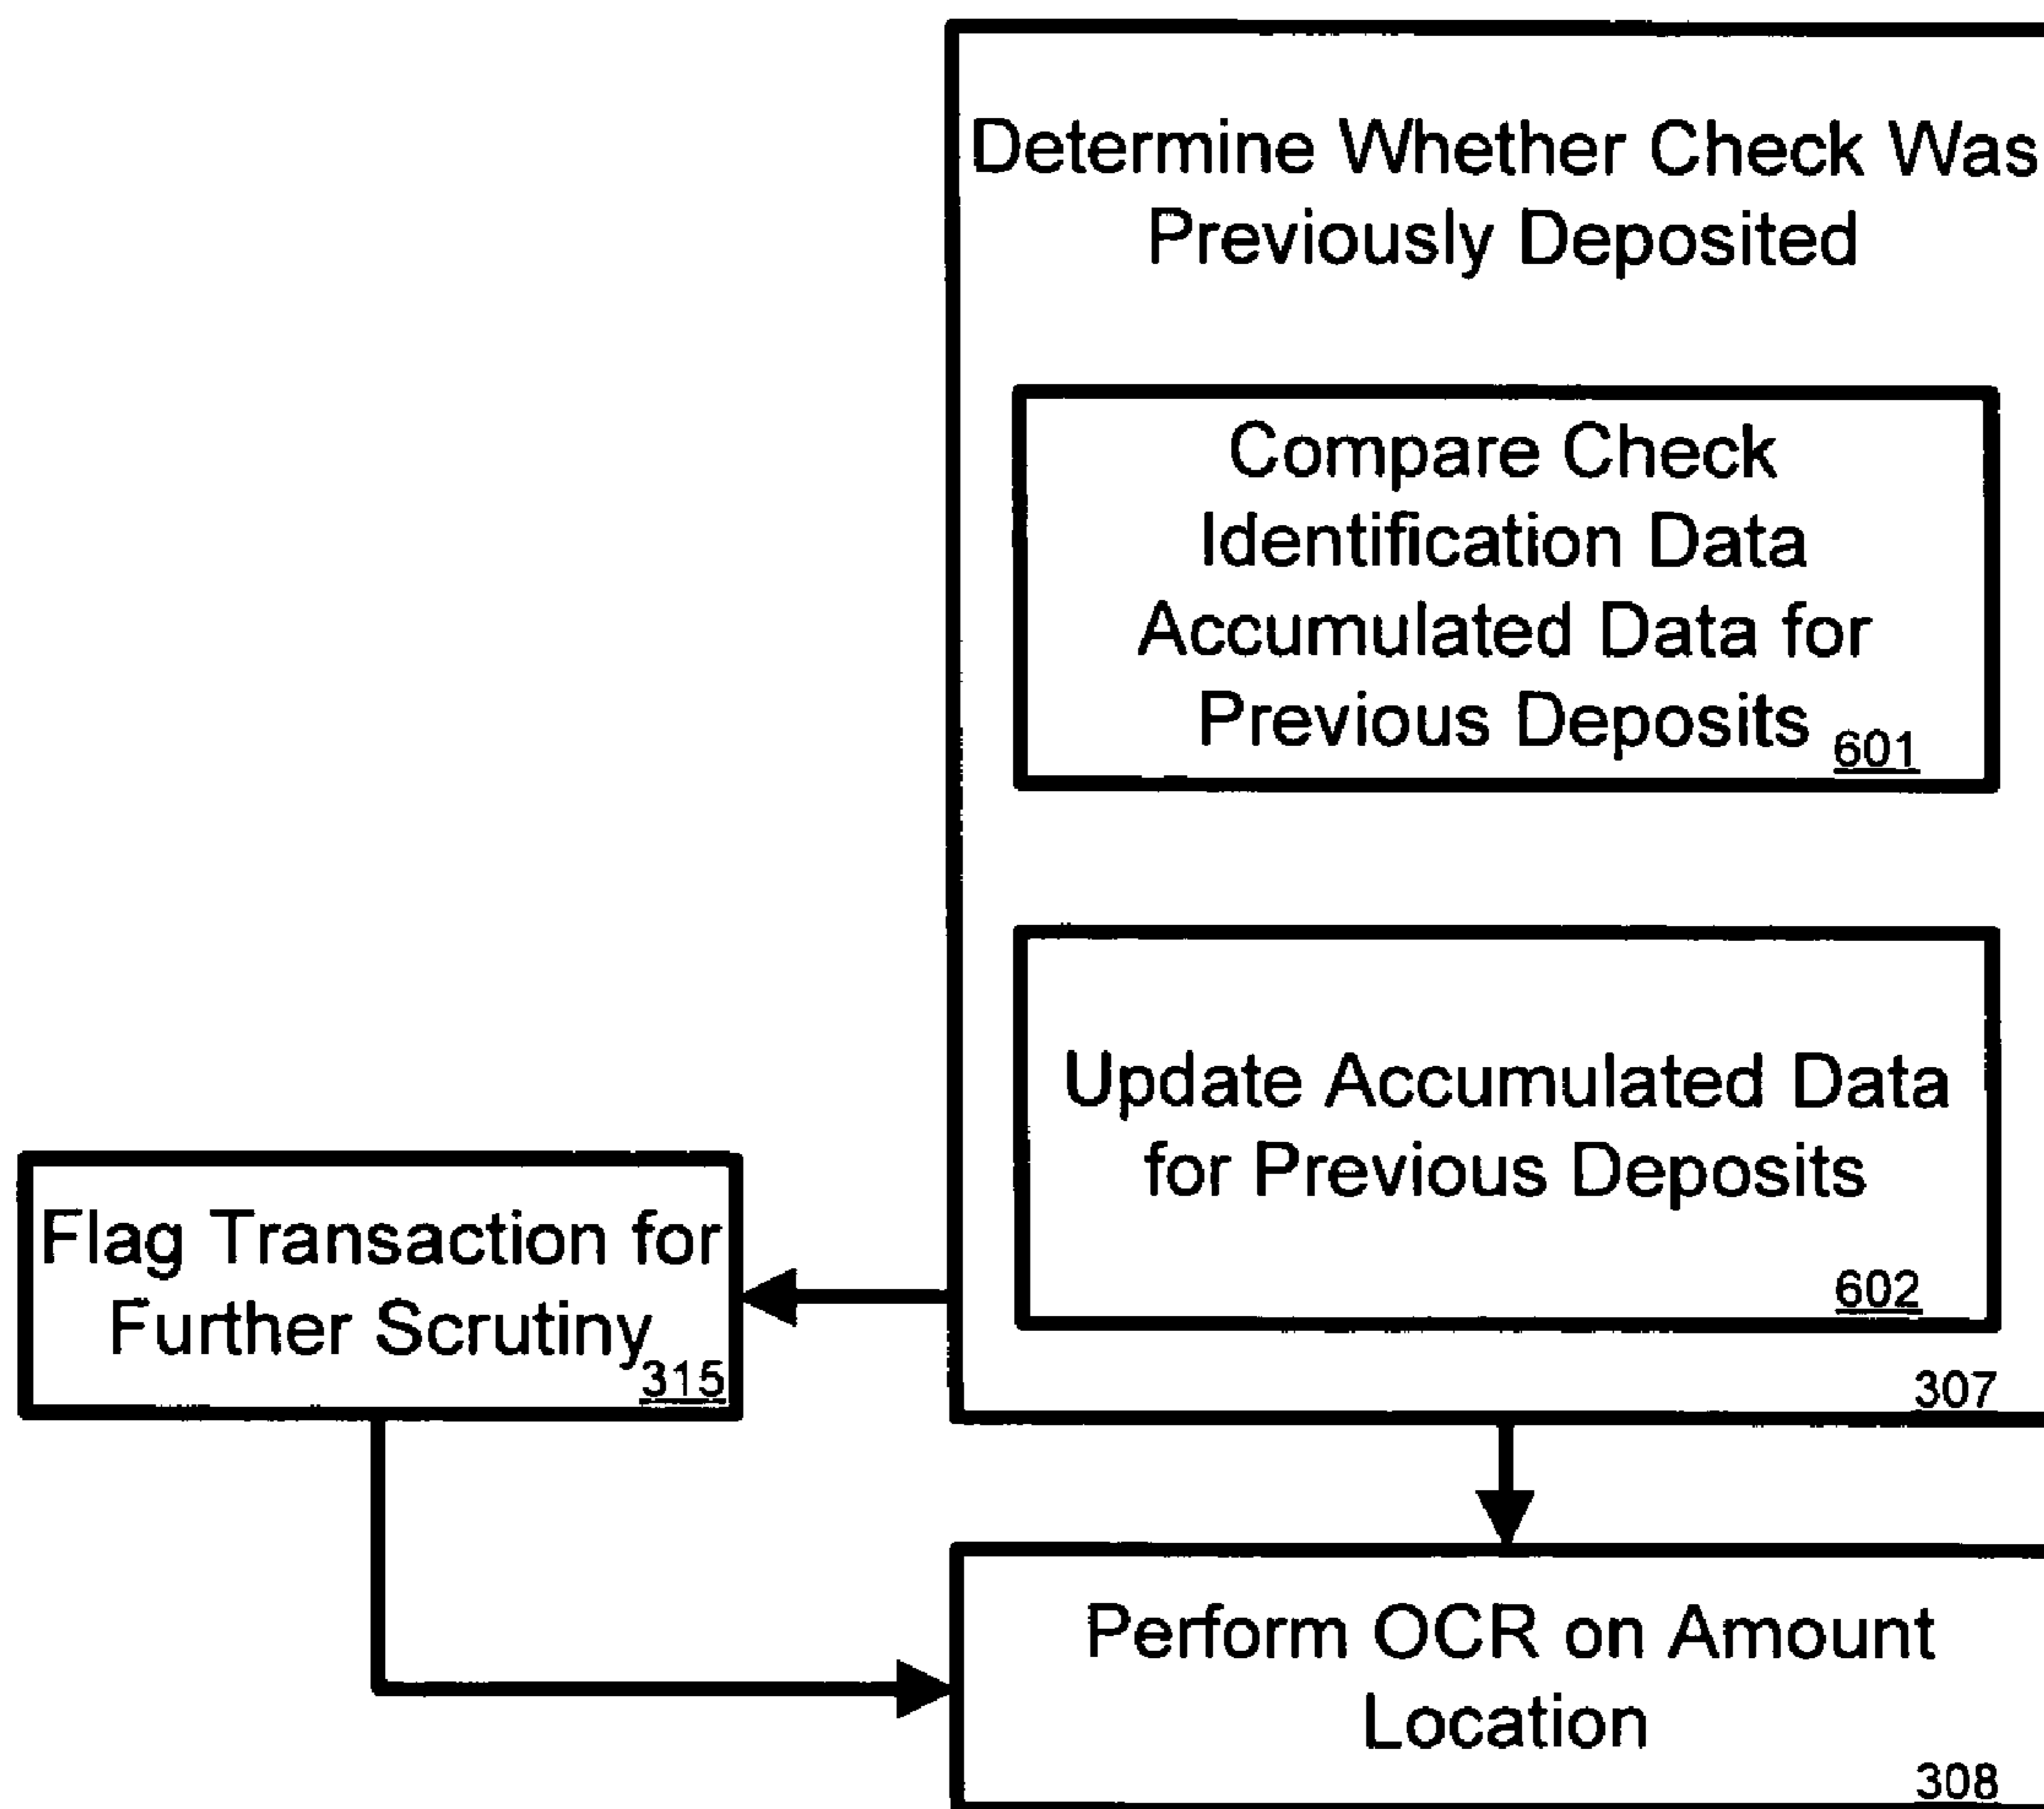 Determine Whether Check Was
Previously Deposited
Compare Check
Identification Data
Accumulated Data for
Previous Deposits
601
Update Accumulated Data
for Previous Deposits
602
307
Flag Transaction for
Further Scrutiny
315
Perform OCR on Amount
Location
308